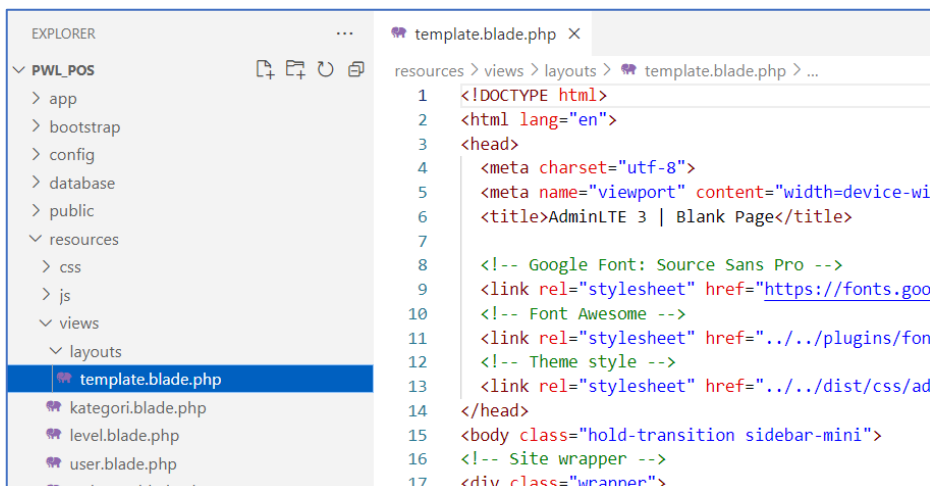 EXPLORER
PWL_POS
app
bootstrap
config
database
public
resources
css
js
views
layouts
template.blade.php
kategori.blade.php
level.blade.php
user.blade.php
template.blade.php
resources > views > layouts > template.blade.php > ...
1 <!DOCTYPE html>
2 <html lang="en">
3 <head>
4 <meta charset="utf-8">
5 <meta name="viewport" content="width=device-wi
6 <title>AdminLTE 3 | Blank Page</title>
7
8 <!-- Google Font: Source Sans Pro -->
9 <link rel="stylesheet" href="https://fonts.goo
10 <!-- Font Awesome -->
11 <link rel="stylesheet" href="../../plugins/fon
12 <!-- Theme style -->
13 <link rel="stylesheet" href="../../dist/css/ad
14 </head>
15 <body class="hold-transition sidebar-mini">
16 <!-- Site wrapper -->
17 <div class="wrapper">